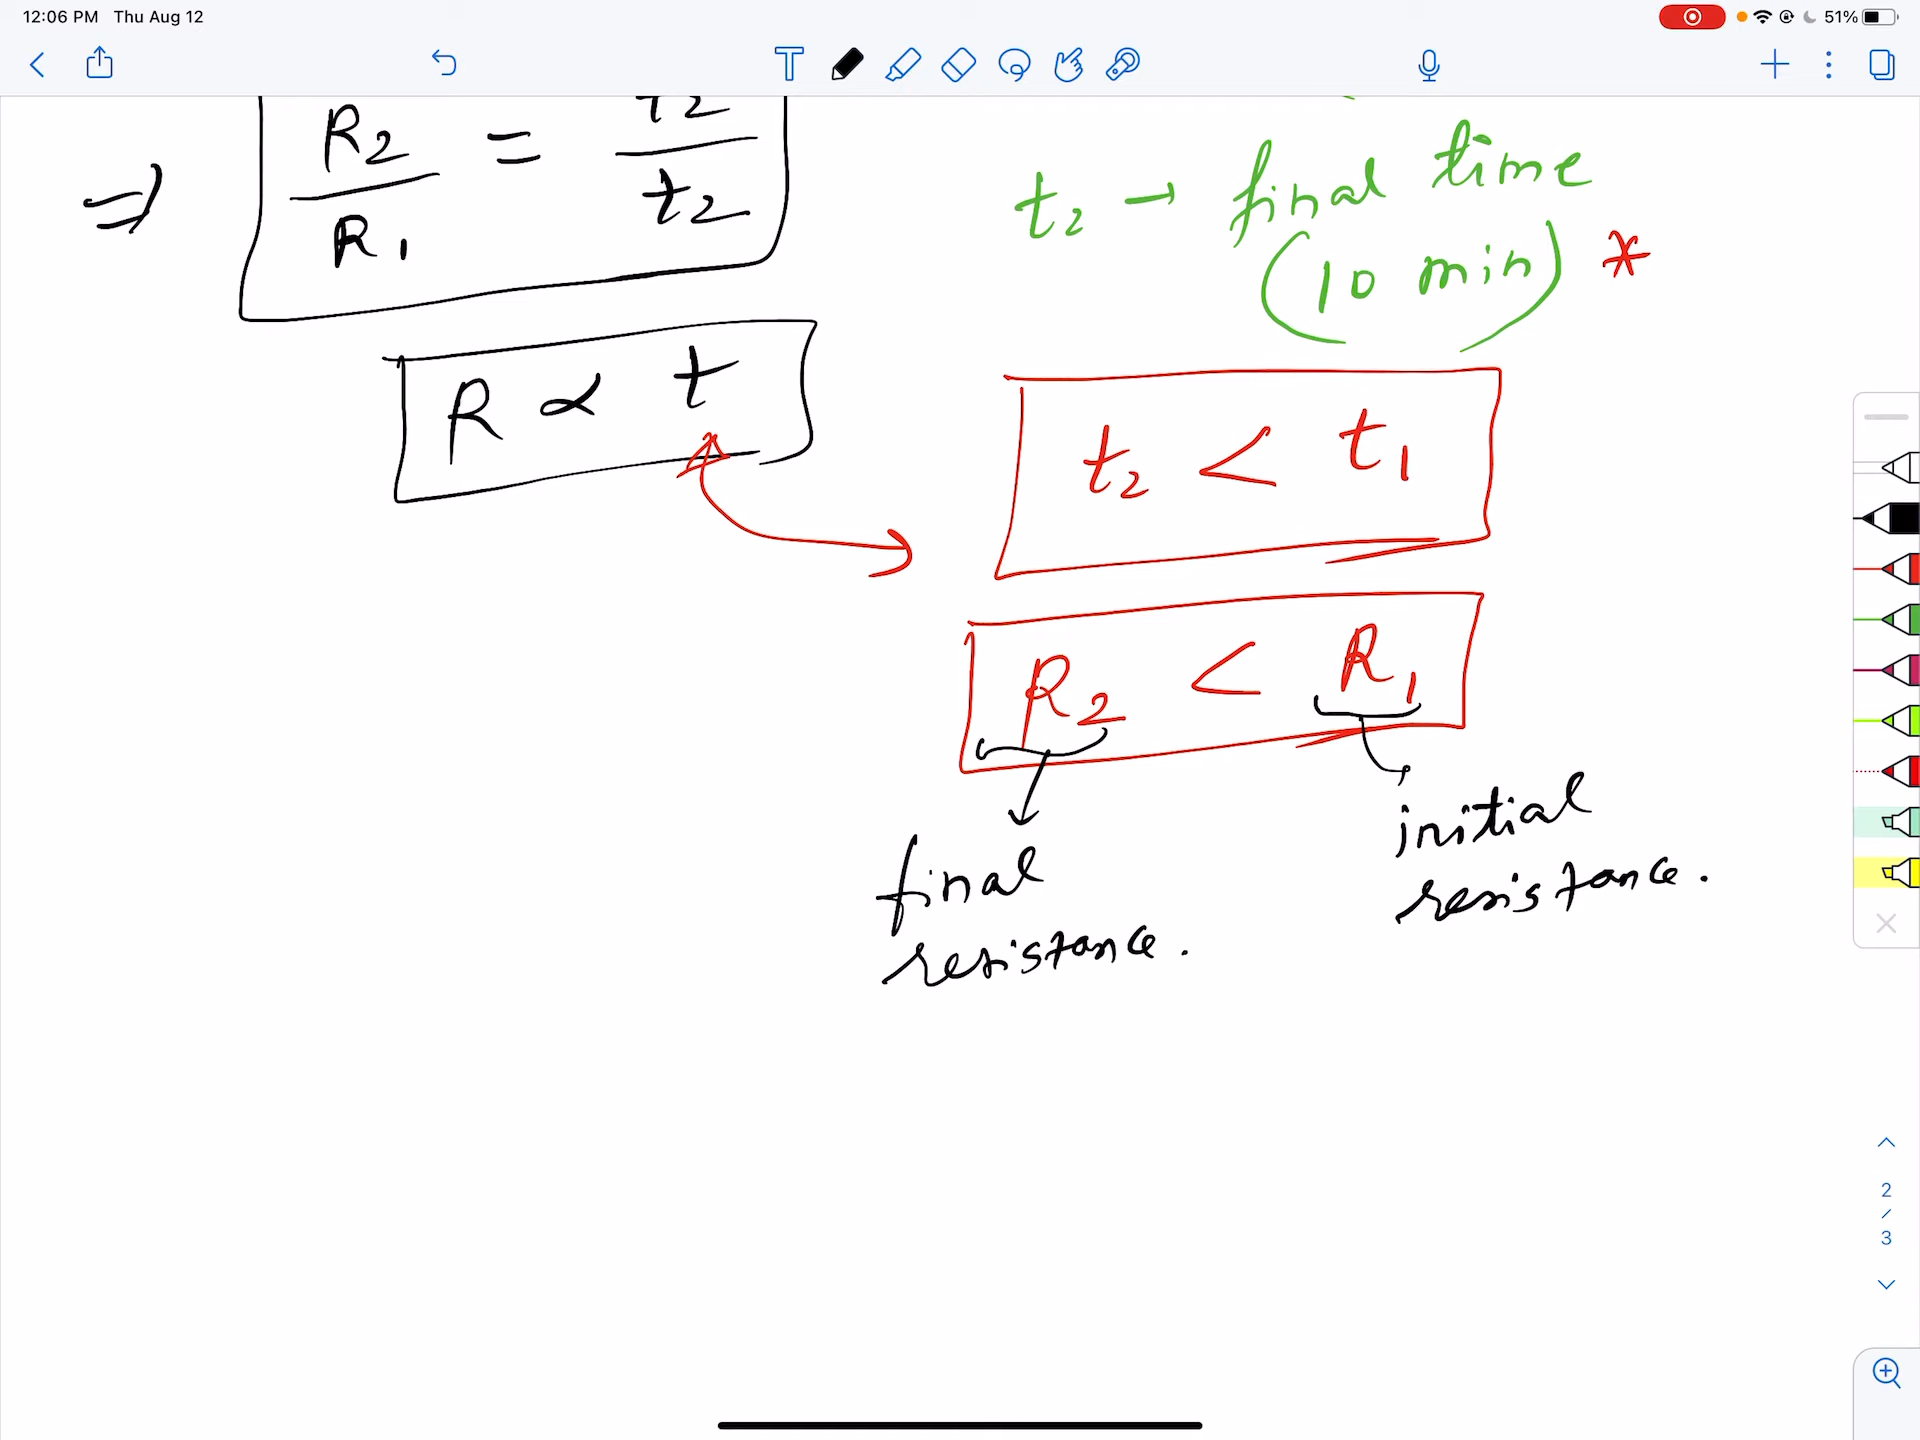 12:06 PM Thu Aug 12
51%
T
⇒ R2 / R1 = t2 / t2
t2 → final time
(10 min) *
R ∝ t
t2 < t1
R2 < R1
initial
resistance.
final
resistance.
2
/
3